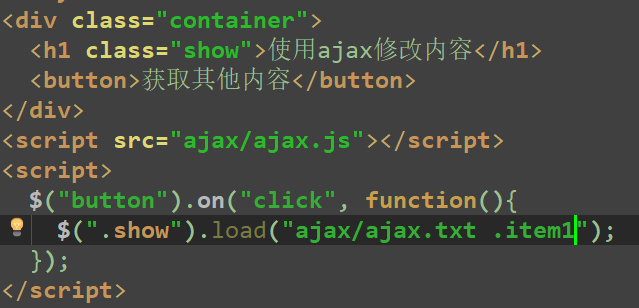 <div class="container">
<h1 class="show">使用ajax修改内容</h1>
<button>获取其他内容</button>
</div>
<script src="ajax/ajax.js"></script>
<script>
$("button").on("click", function(){
$(".show").load("ajax/ajax.txt .item1");
});
</script>